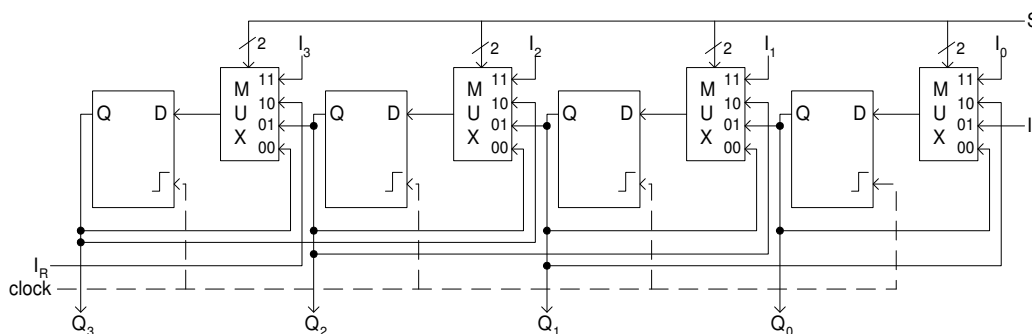 S
2 I3 2 I2 2 I1 2 I0
M U X 11 10 01 00
M U X 11 10 01 00
M U X 11 10 01 00
M U X 11 10 01 00
Q D Q D Q D Q D
I
IR
clock
Q3 Q2 Q1 Q0